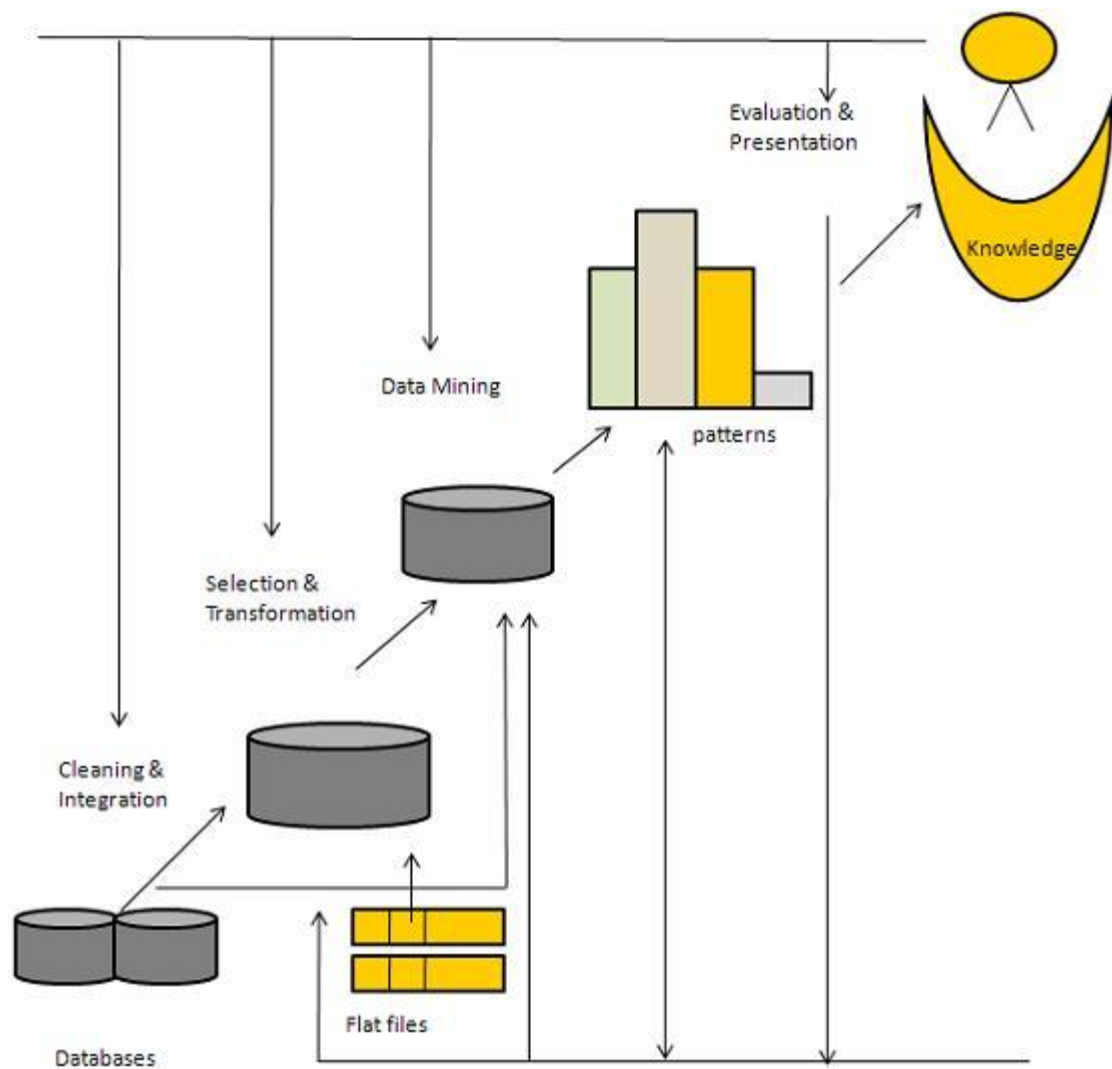 Evaluation &
Presentation
Knowledge
Data Mining
patterns
Selection &
Transformation
Cleaning &
Integration
Flat files
Databases